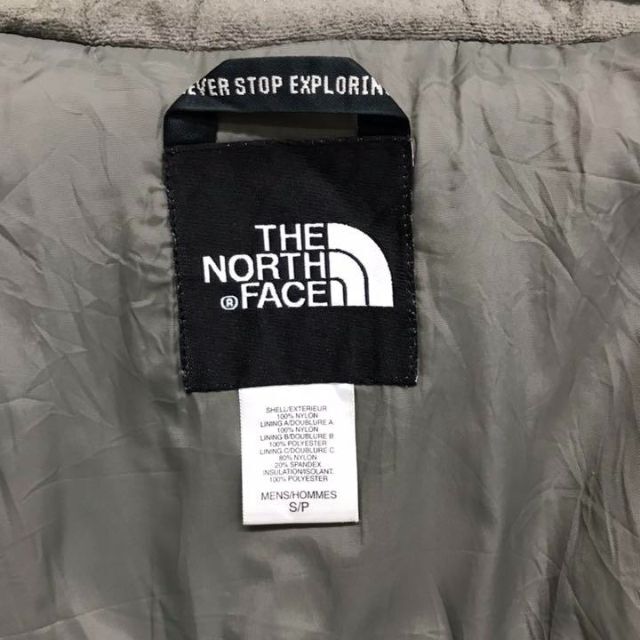 EVER STOP EXPLORIN
THE
NORTH
® FACE
SHELL/EXTERIEUR
100% NYLON
LINING A/DOUBLURE A
100% NYLON
LINING B/DOUBLURE B
100% POLYESTER
LINING C/DOUBLURE C
80% NYLON
20% SPANDEX
INSULATION/ISOLANT.
100% POLYESTER
MENS/HOMMES
S/P